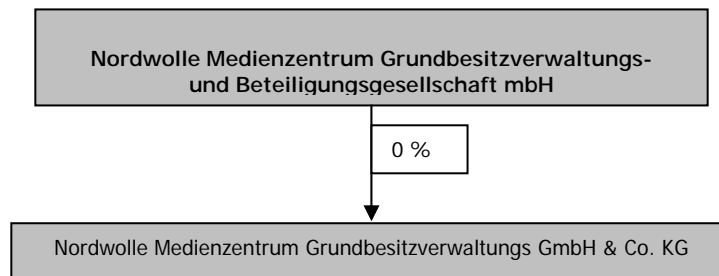 Nordwolle Medienzentrum Grundbesitzverwaltungs-
und Beteiligungsgesellschaft mbH
0 %
Nordwolle Medienzentrum Grundbesitzverwaltungs GmbH & Co. KG